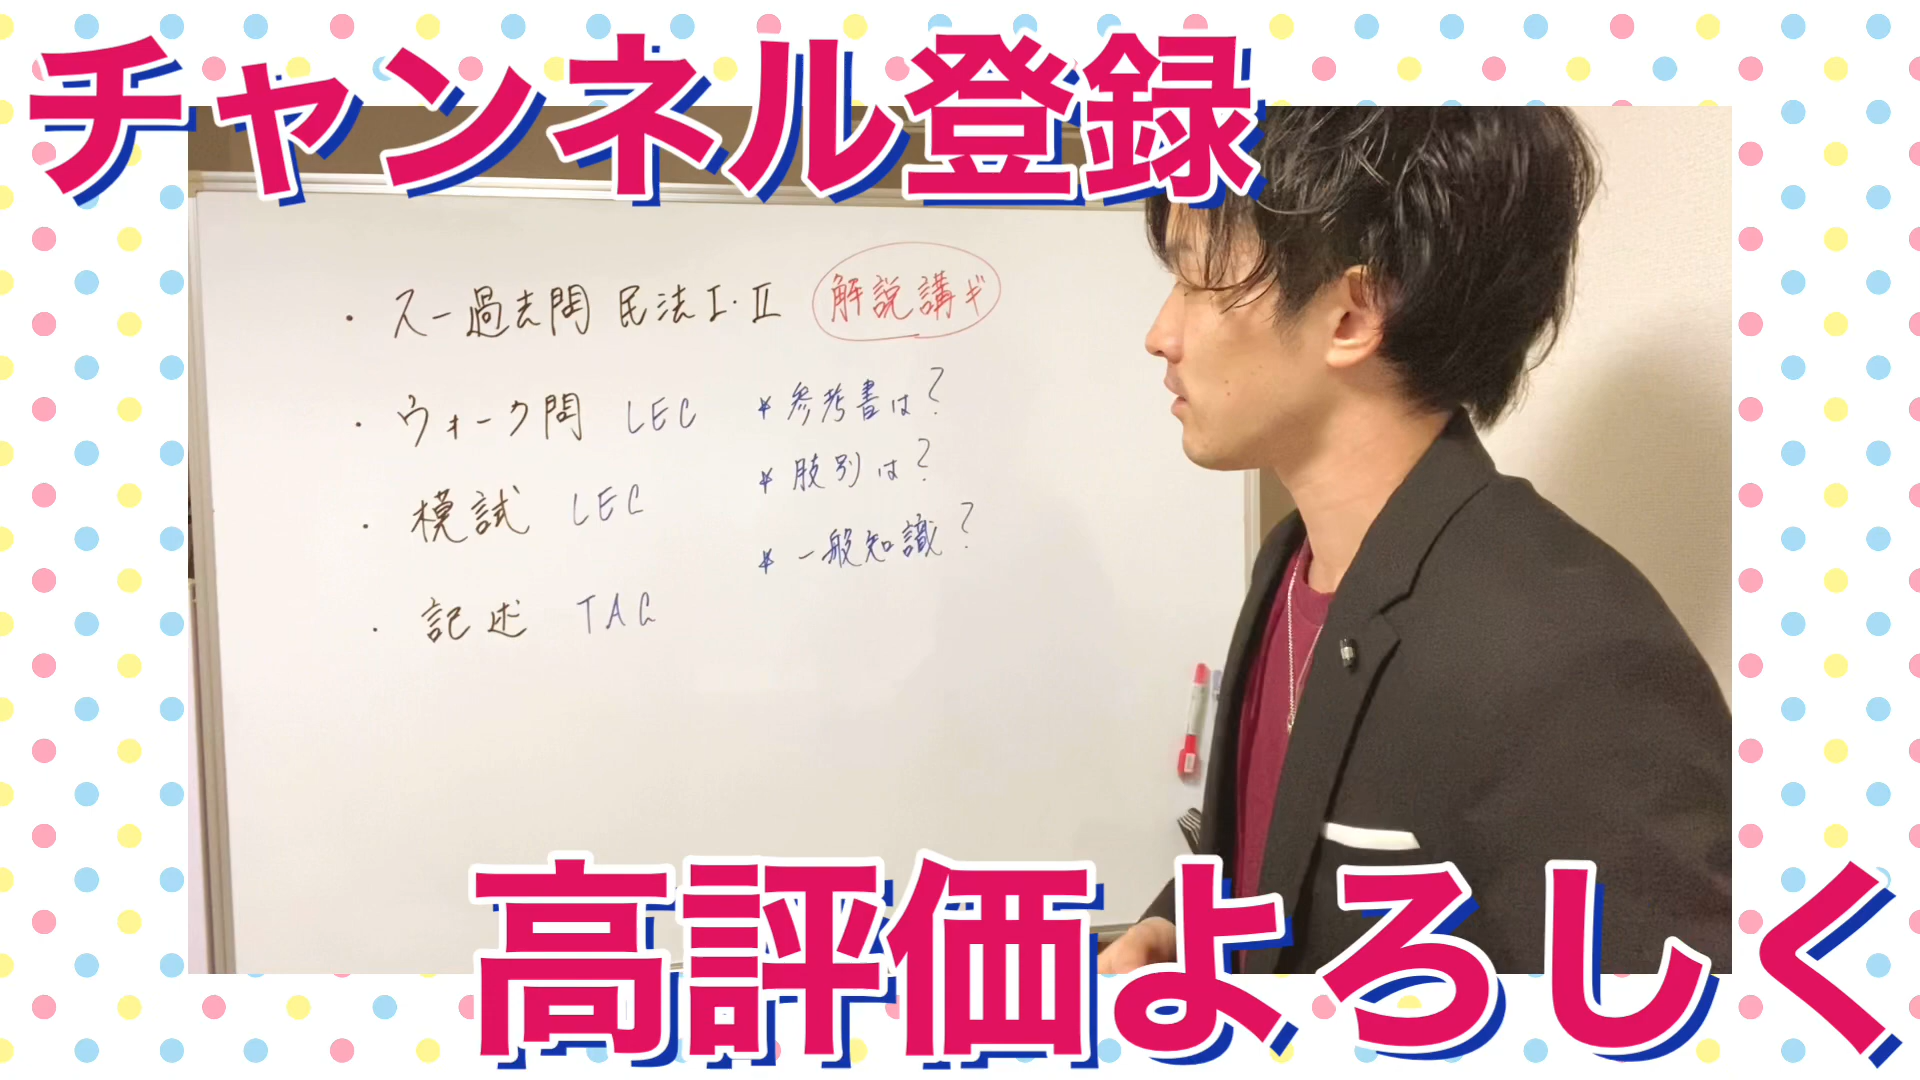 チャンネル登録
・スー過去問 民法Ⅰ・Ⅱ 解説講ギ
・ウォーク問 LEC
*参考書は?
*肢別は?
・模試 LEC
*一般知識?
・記述 TAC
高評価よろしく